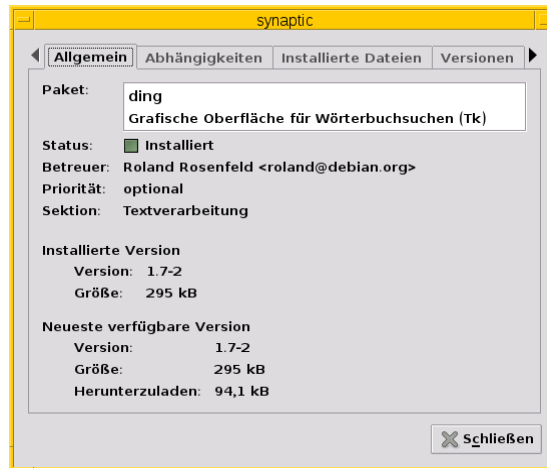 synaptic
Allgemein Abhängigkeiten Installierte Dateien Versionen
Paket: ding
Grafische Oberfläche für Wörterbuchsuchen (Tk)
Status: Installiert
Betreuer: Roland Rosenfeld <roland@debian.org>
Priorität: optional
Sektion: Textverarbeitung
Installierte Version
Version: 1.7-2
Größe: 295 kB
Neueste verfügbare Version
Version: 1.7-2
Größe: 295 kB
Herunterzuladen: 94,1 kB
Schließen